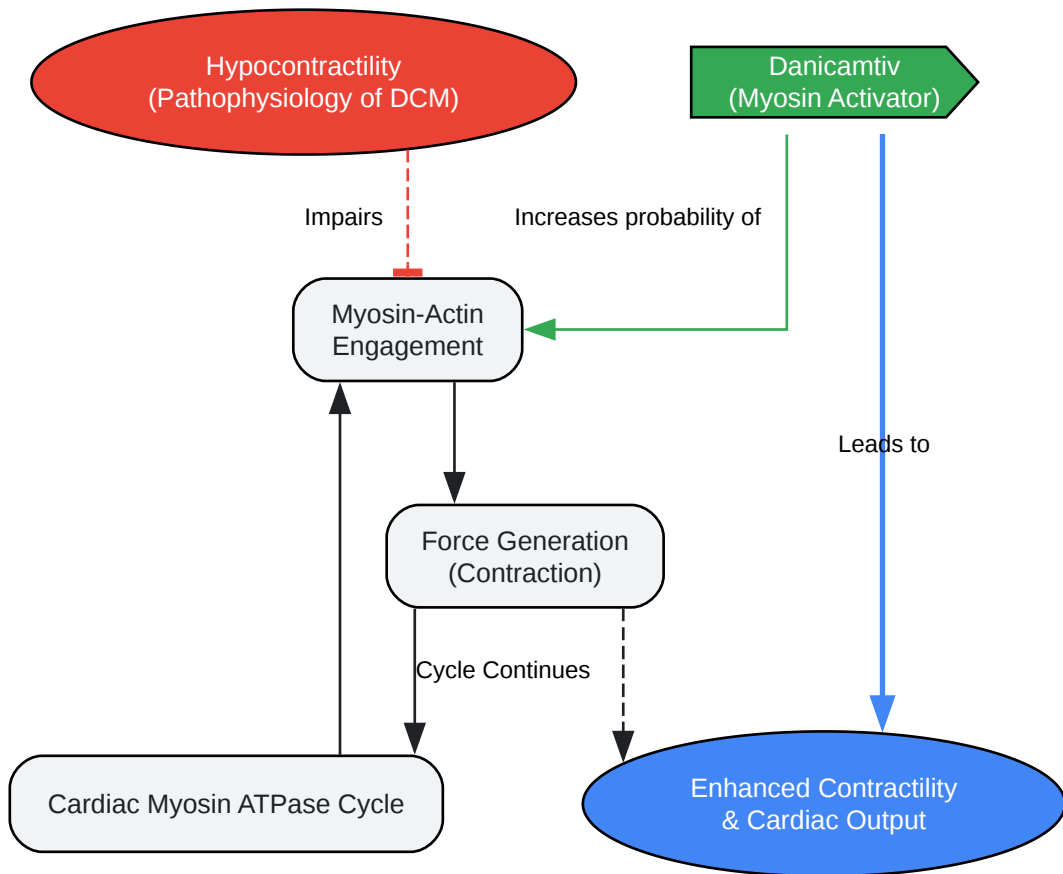 Hypocontractility
(Pathophysiology of DCM)
Danicamtiv
(Myosin Activator)
Impairs
Increases probability of
Myosin-Actin
Engagement
Leads to
Force Generation
(Contraction)
Cycle Continues
Cardiac Myosin ATPase Cycle
Enhanced Contractility
& Cardiac Output